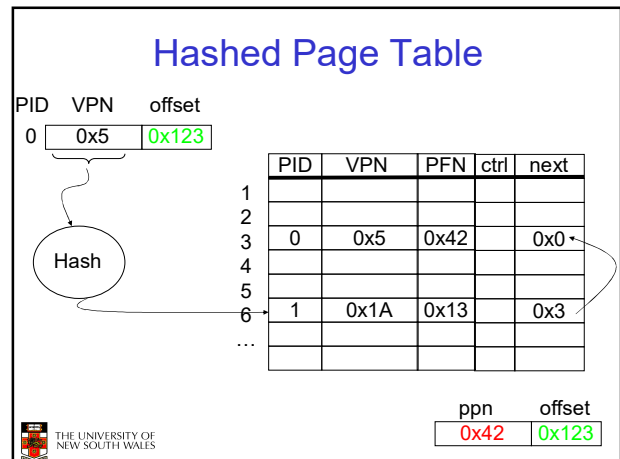 Hashed Page Table
PID VPN offset
0 0x5 0x123
Hash
PID VPN PFN ctrl next
1
2
3 0 0x5 0x42 0x0
4
5
6 1 0x1A 0x13 0x3
...
ppn offset
0x42 0x123
THE UNIVERSITY OF
NEW SOUTH WALES